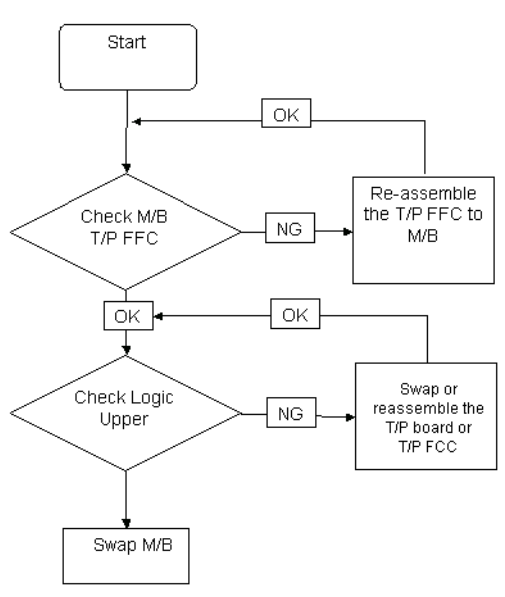 Start
OK
Check M/B
T/P FFC
NG
Re-assemble
the T/P FFC to
M/B
OK
OK
Check Logic
Upper
NG
Swap or
reassemble the
T/P board or
T/P FCC
Swap M/B